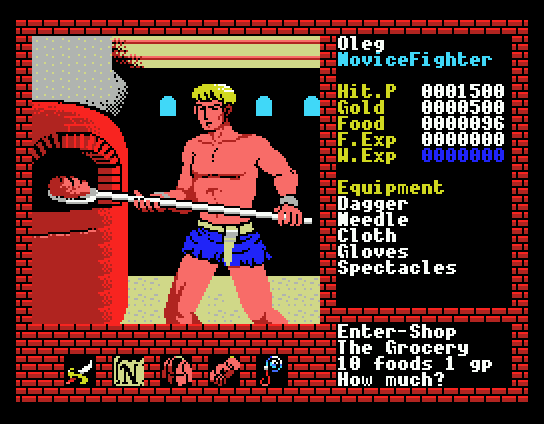 Oleg
NoviceFighter
Hit.P 0001500
Gold 0000500
Food 0000096
F.Exp 0000000
W.Exp 0000000
Equipment
Dagger
Needle
Cloth
Gloves
Spectacles
N
Enter-Shop
The Grocery
10 foods 1 gp
How much?